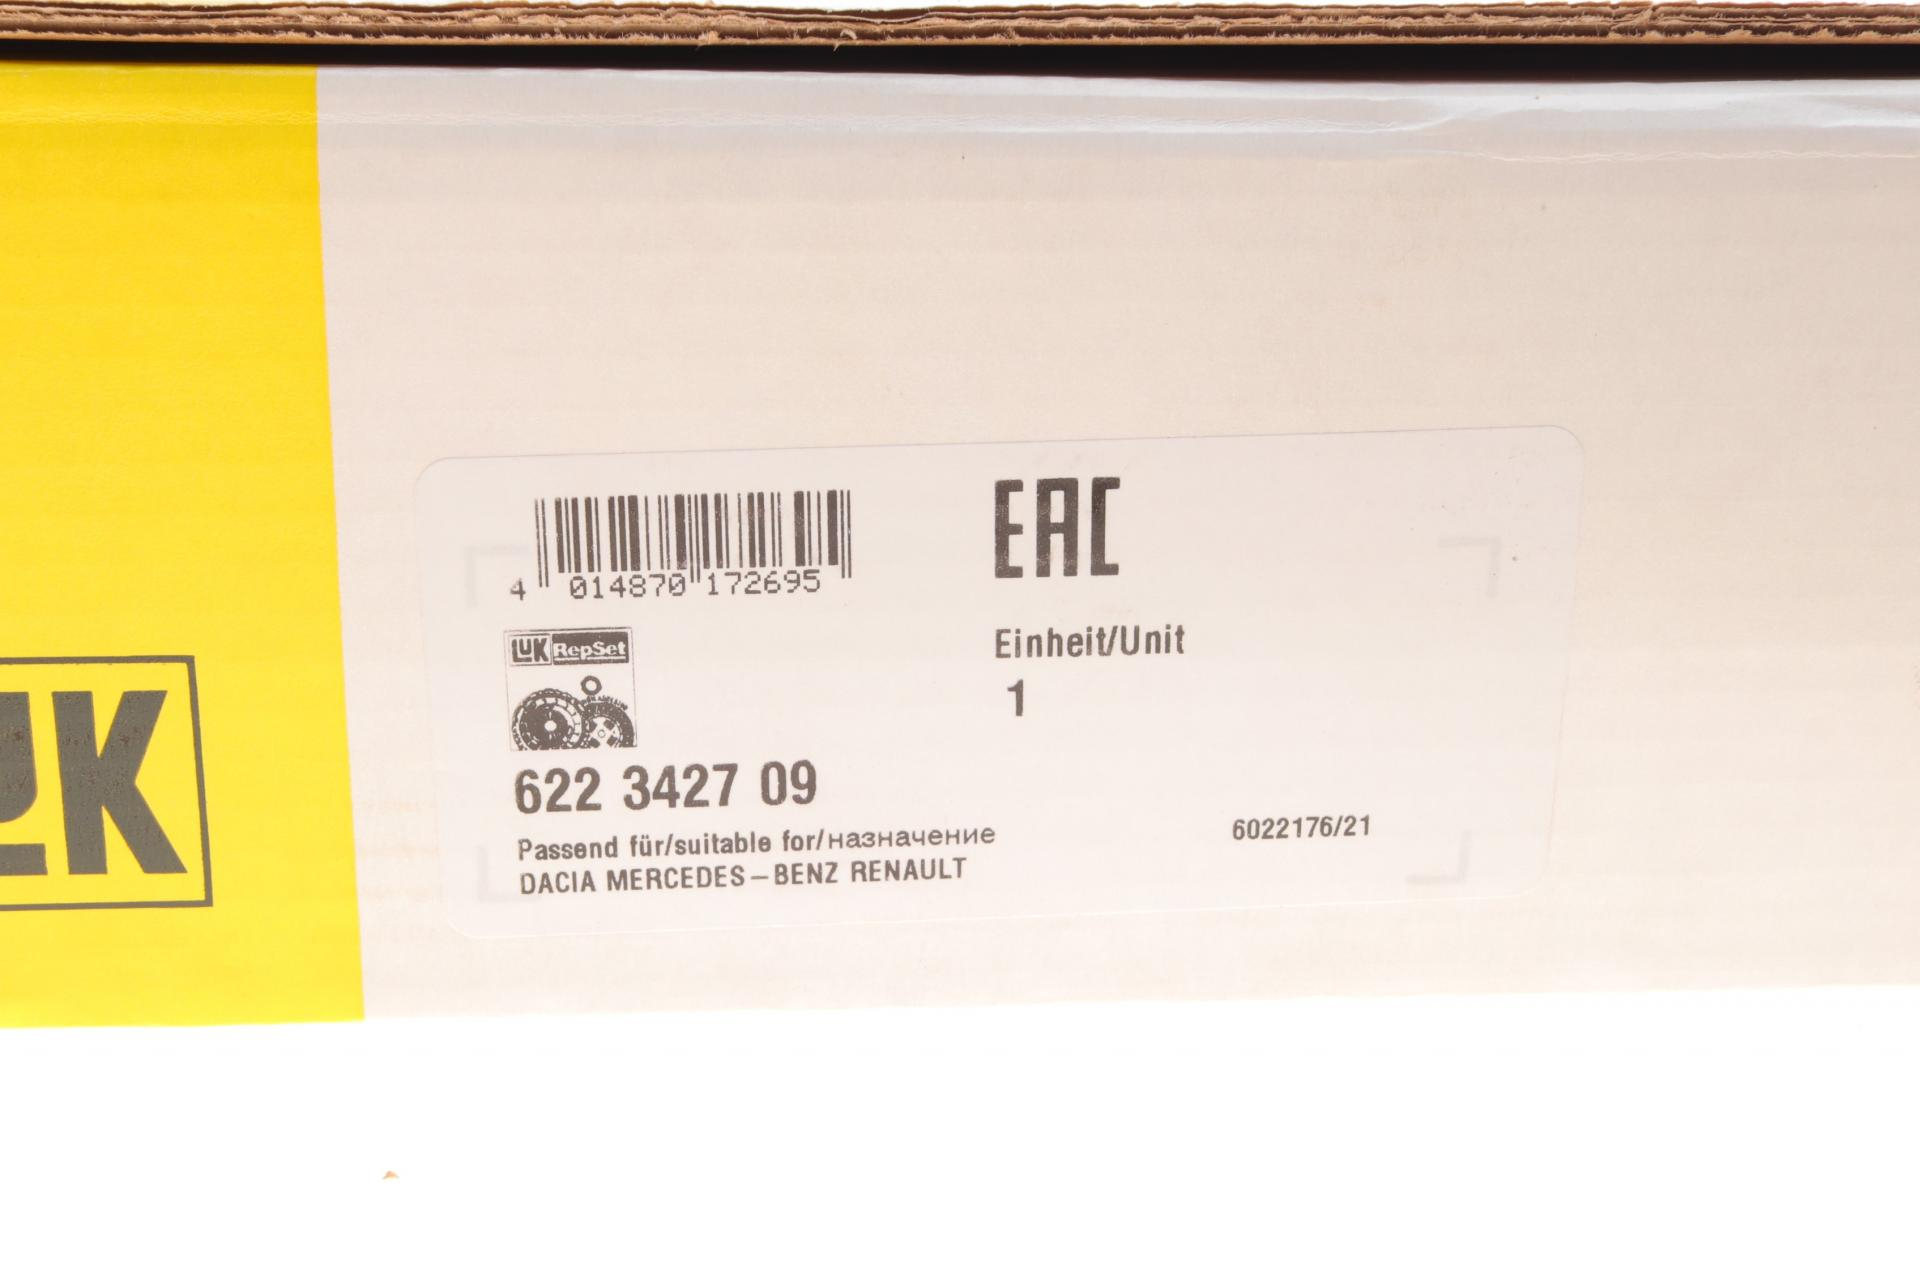 EAC
4 014870 172695
LuK RepSet
Einheit/Unit
1
622 3427 09
Passend für/suitable for/назначение
DACIA MERCEDES-BENZ RENAULT
6022176/21
LuK